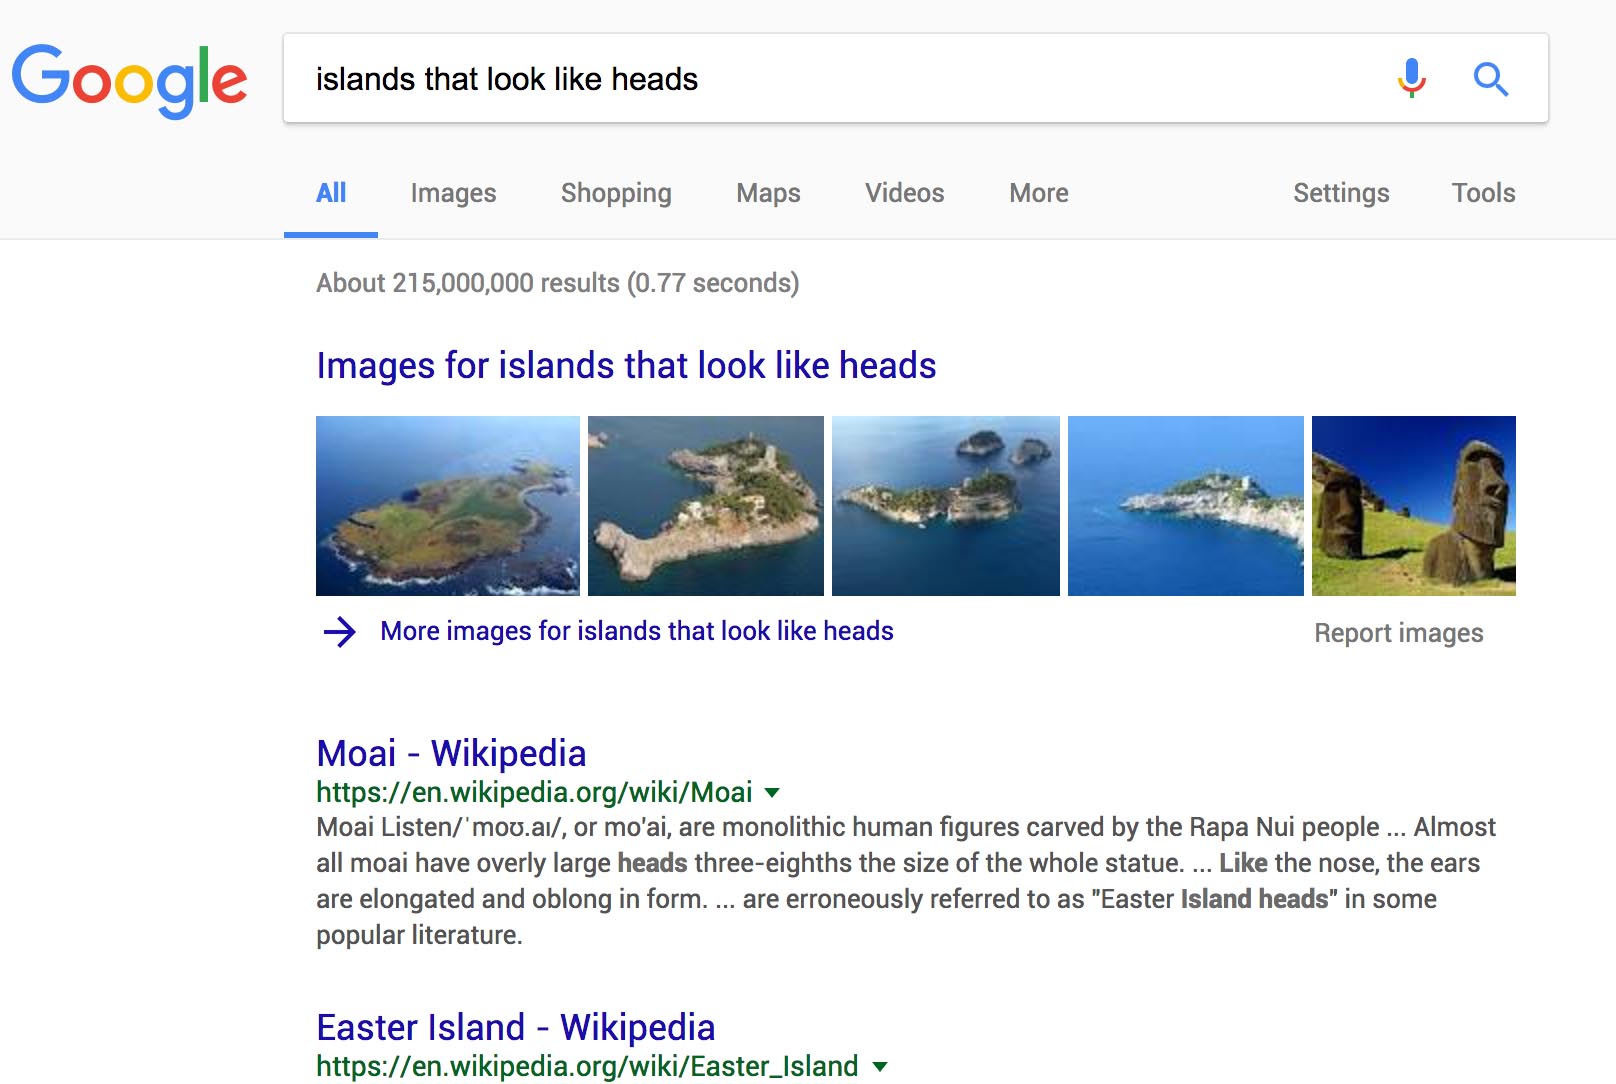 Google
islands that look like heads
All Images Shopping Maps Videos More Settings Tools
About 215,000,000 results (0.77 seconds)
Images for islands that look like heads
More images for islands that look like heads
Report images
Moai - Wikipedia
https://en.wikipedia.org/wiki/Moai
Moai Listen/ˈmoʊ.aɪ/, or mo'ai, are monolithic human figures carved by the Rapa Nui people ... Almost
all moai have overly large heads three-eighths the size of the whole statue. ... Like the nose, the ears
are elongated and oblong in form. ... are erroneously referred to as "Easter Island heads" in some
popular literature.
Easter Island - Wikipedia
https://en.wikipedia.org/wiki/Easter_Island